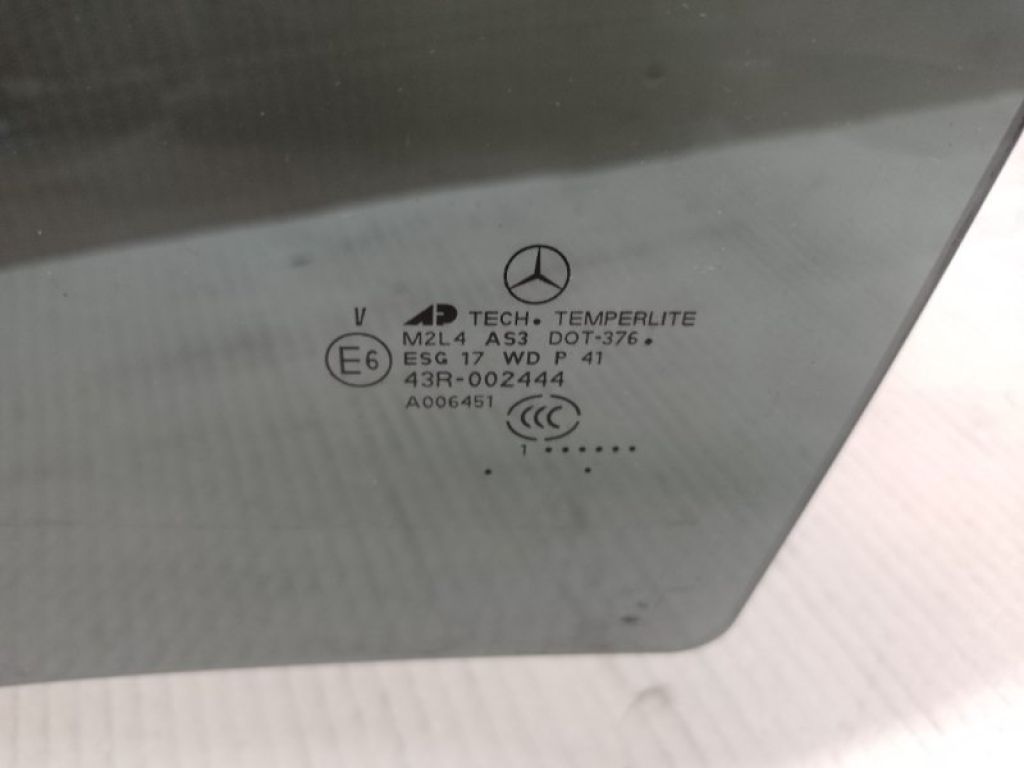 V AP TECH. TEMPERLITE
M2L4 AS3 DOT-376.
E6 ESG 17 WD P 41
43R-002444
A006451 CCC
1 ......
. .